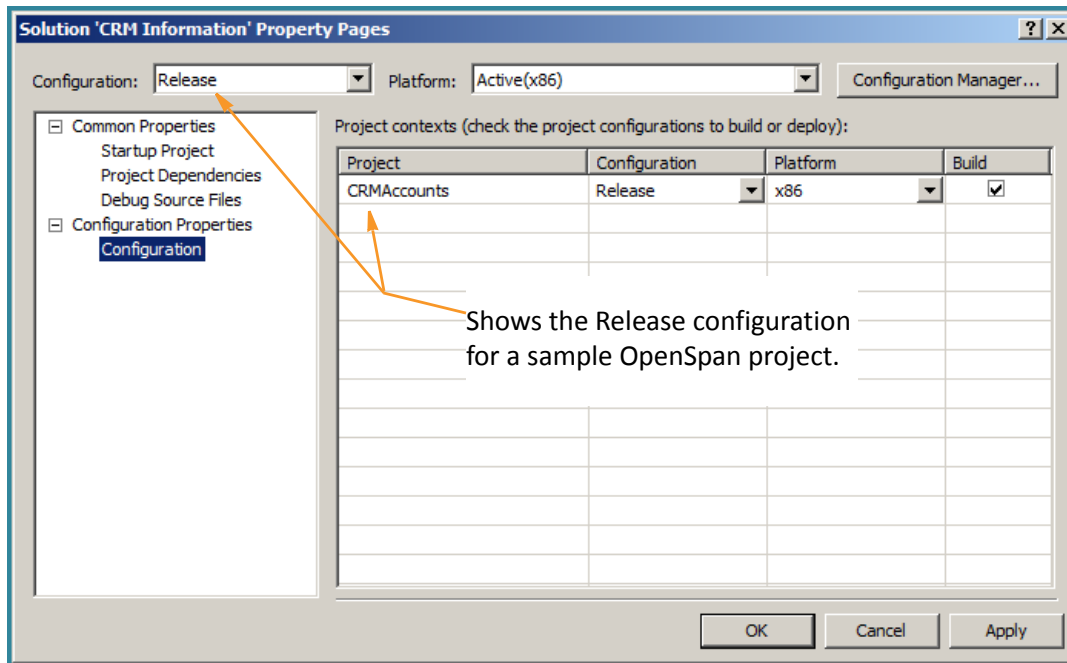 Solution 'CRM Information' Property Pages
Configuration: Release Platform: Active(x86) Configuration Manager...
Common Properties
Startup Project
Project Dependencies
Debug Source Files
Configuration Properties
Configuration
Project contexts (check the project configurations to build or deploy):
Project Configuration Platform Build
CRMAccounts Release x86
Shows the Release configuration
for a sample OpenSpan project.
OK Cancel Apply